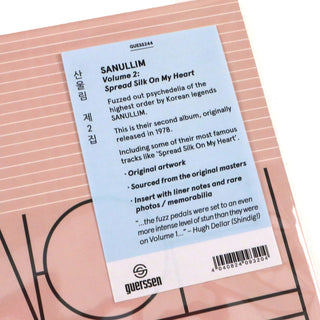 GUESS244
SANULLIM
Volume 2:
Spread Silk On My Heart
Fuzzed out psychedelia of the
highest order by Korean legends
SANULLIM.
This is their second album, originally
released in 1978.
Including some of their most famous
tracks like ‘Spread Silk On My Heart’.
· Original artwork
· Sourced from the original masters
· Insert with liner notes and rare
photos / memorabilia
“...the fuzz pedals were set to an even
more intense level of stun than they were
on Volume 1...” – Hugh Dellar (Shindig!)
guerssen
4 040824 093204
산울림 제2집